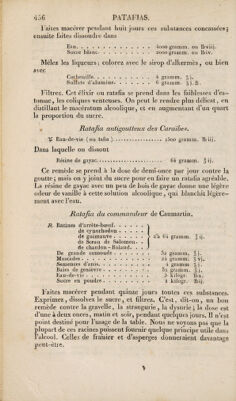 456 PATAFIAS.
Faites macérer pendant huit jours ces substances concassées;
ensuite faites dissoudre dans
Eau. . . . . . . . . . . . 4000 gramm. ou ℔viij.
Sucre blanc. . . . . . . . 2000 gramm. ou ℔iv.
Mêlez les liqueurs; colorez avec le sirop d'alkermès, ou bien
avec
Cochenille. . . . . . . . . 4 gramm. ʒj.
Sulfate d'alumine. . . . . . 6 gramm. ʒj. ß.
Filtrez. Cet élixir ou ratafia se prend dans les faiblesses d'es-
tomac, les coliques venteuses. On peut le rendre plus délicat, en
distillant le macératum alcoolique, et en augmentant d'un quart
la proportion du sucre.
Ratafia antigoutteux des Caraïbes.
♃ Eau-de-vie (ou tafia). . . . . . . 1500 gramm. ℔iij.
Dans laquelle on dissout
Résine de gayac. . . . . . . . 64 gramm. ℥ij.
Ce remède se prend à la dose de demi-once par jour contre la
goutte; mais on y joint du sucre pour en faire un ratafia agréable.
La résine de gayac avec un peu de bois de gayac donne une légère
odeur de vanille à cette solution alcoolique, qui blanchit légère-
ment avec l'eau.
Ratafia du commandeur de Caumartin.
R. Racines d'arrête-bœuf. . . . .
de cynorrhodon . . . . .
de guimauve . . . . . . āā 64 gramm. ℥ij.
de Sceau de Salomon. .
de chardon-Roland. . .
De grande consoude. . . . . . 32 gramm. ℥j.
Muscades. . . . . . . . . 24 gramm. ʒvj.
Semences d'anis. . . . . . . 4 gramm. ʒj.
Baies de genièvre . . . . . . 32 gramm. ℥j.
Eau-de-vie . . . . . . . . 3 kilogr. ℔vj.
Sucre en poudre. . . . . . . 1 kilogr. ℔ij.
Faites macérer pendant quinze jours toutes ces substances.
Exprimez, dissolvez le sucre, et filtrez. C'est, dit-on, un bon
remède contre la gravelle, la strangurie, la dysurie; la dose est
d'une à deux onces, matin et soir, pendant quelques jours. Il n'est
point destiné pour l'usage de la table. Nous ne voyons pas que la
plupart de ces racines puissent fournir quelque principe utile dans
l'alcool. Celles de fraisier et d'asperges donneraient davantage
peut-être.